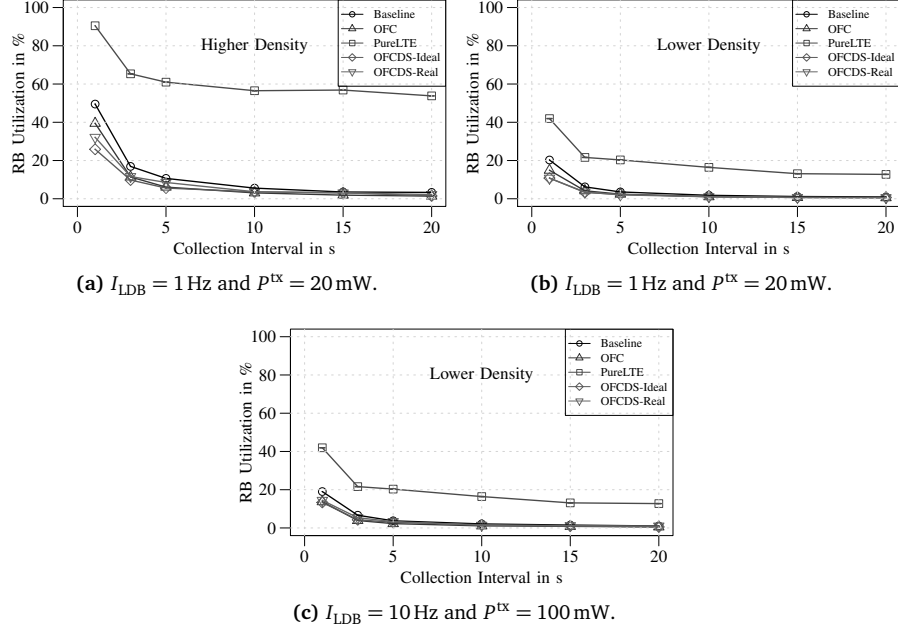 100
80
60
40
20
0
RB Utilization in %
Higher Density
Baseline
OFC
PureLTE
OFCDS-Ideal
OFCDS-Real
0 5 10 15 20
Collection Interval in s
(a) I_LDB = 1 Hz and P^tx = 20 mW.
100
80
60
40
20
0
RB Utilization in %
Lower Density
Baseline
OFC
PureLTE
OFCDS-Ideal
OFCDS-Real
0 5 10 15 20
Collection Interval in s
(b) I_LDB = 1 Hz and P^tx = 20 mW.
100
80
60
40
20
0
RB Utilization in %
Lower Density
Baseline
OFC
PureLTE
OFCDS-Ideal
OFCDS-Real
0 5 10 15 20
Collection Interval in s
(c) I_LDB = 10 Hz and P^tx = 100 mW.